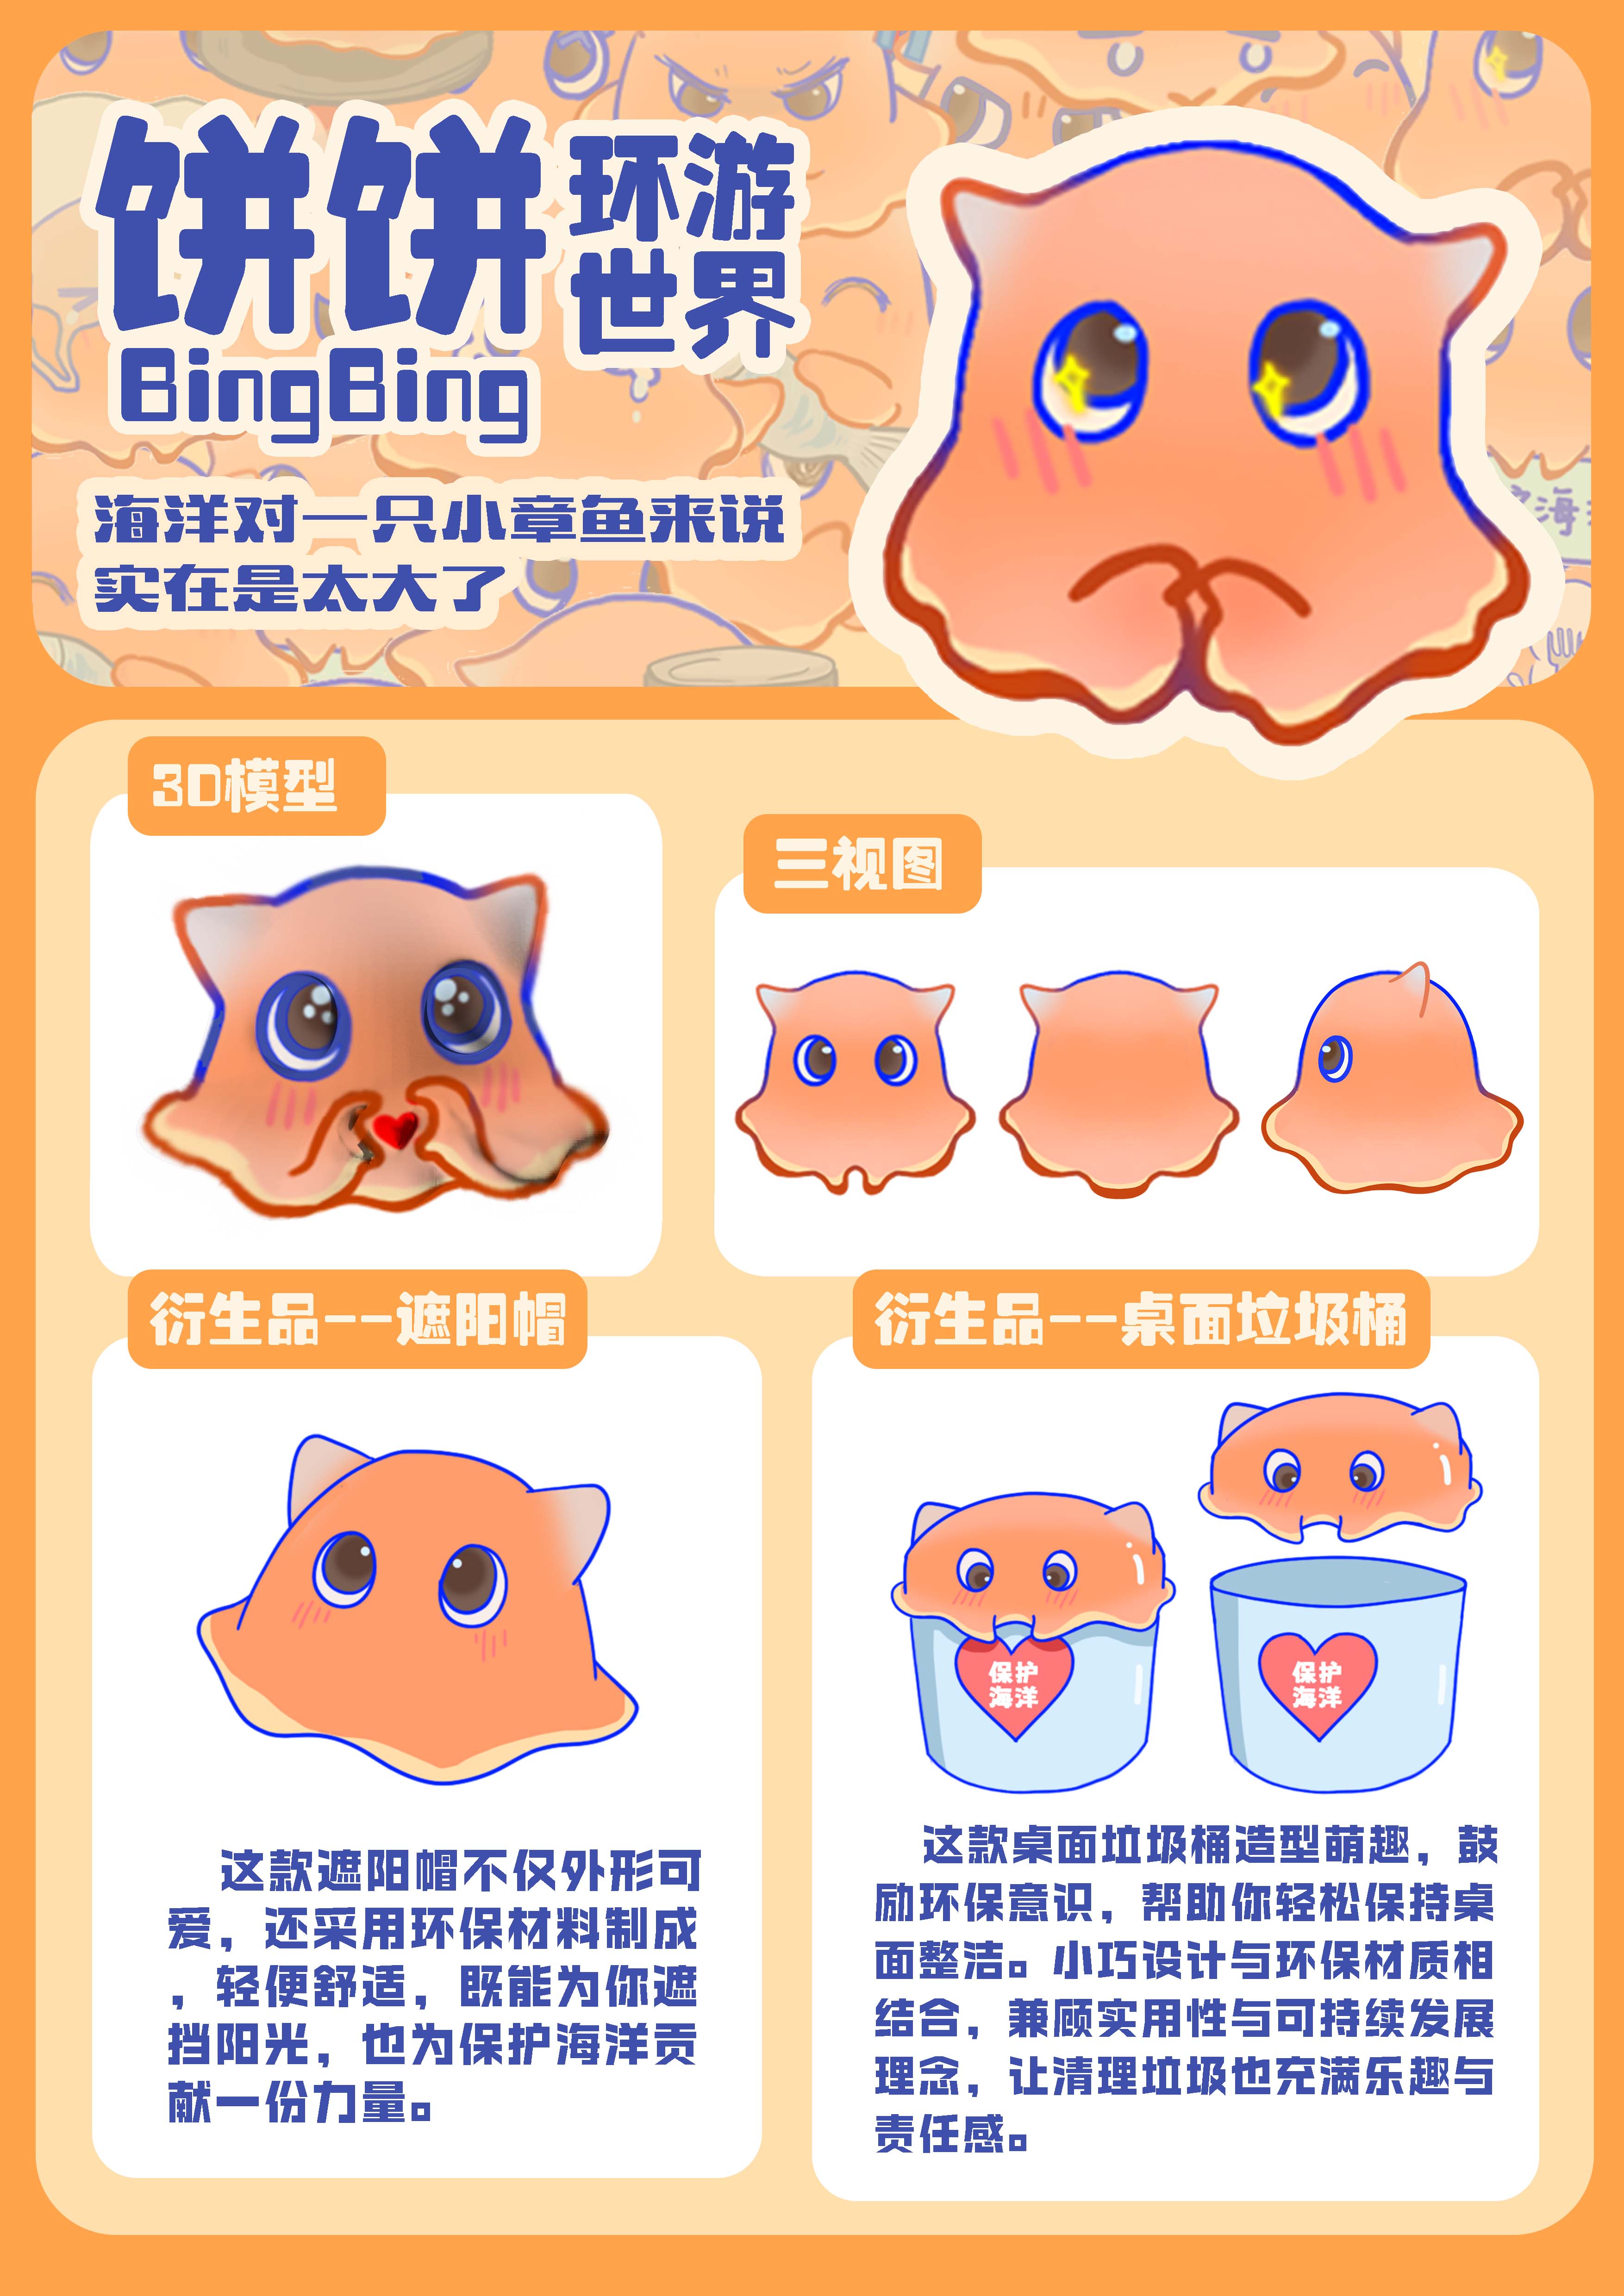 饼饼
环游
世界
BingBing
海洋对一只小章鱼来说
实在是太大了
海
3D模型
三视图
衍生品--遮阳帽
衍生品--桌面垃圾桶
保护
海洋
保护
海洋
这款遮阳帽不仅外形可
爱，还采用环保材料制成
，轻便舒适，既能为你遮
挡阳光，也为保护海洋贡
献一份力量。
这款桌面垃圾桶造型萌趣，鼓
励环保意识，帮助你轻松保持桌
面整洁。小巧设计与环保材质相
结合，兼顾实用性与可持续发展
理念，让清理垃圾也充满乐趣与
责任感。